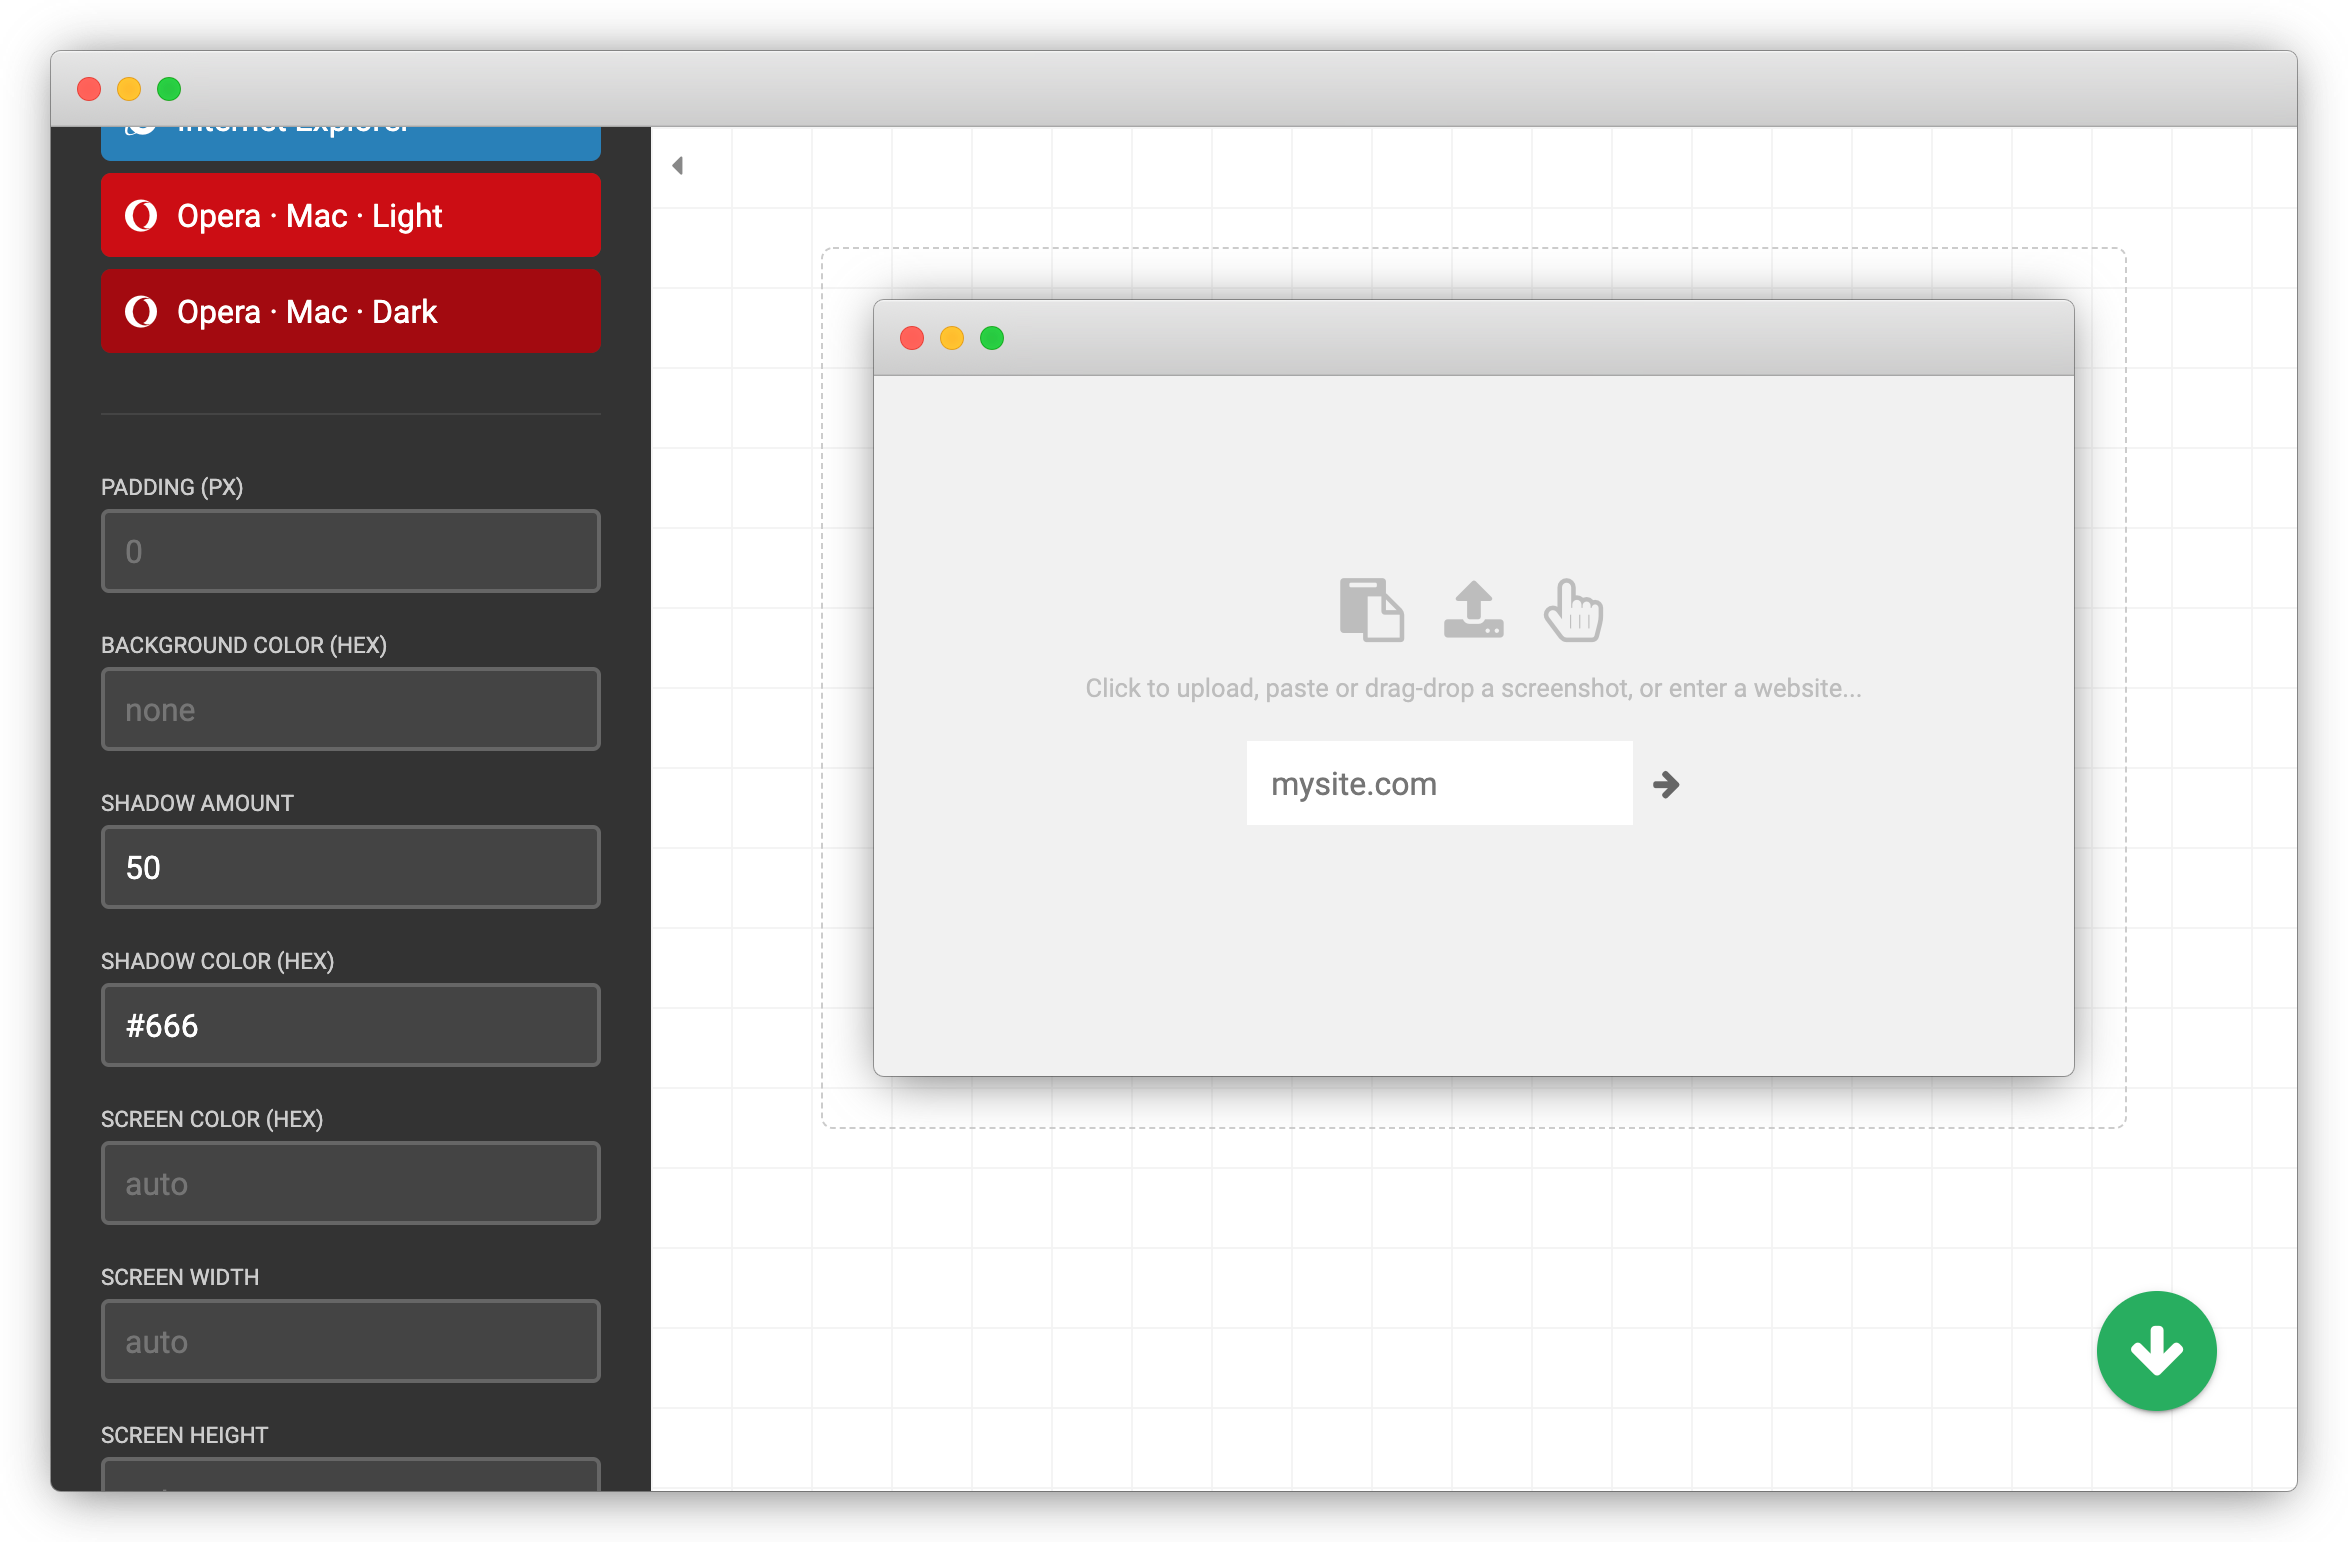 Internet Explorer
Opera · Mac · Light
Opera · Mac · Dark
PADDING (PX)
0
BACKGROUND COLOR (HEX)
none
SHADOW AMOUNT
50
SHADOW COLOR (HEX)
#666
SCREEN COLOR (HEX)
auto
SCREEN WIDTH
auto
SCREEN HEIGHT
Click to upload, paste or drag-drop a screenshot, or enter a website...
mysite.com